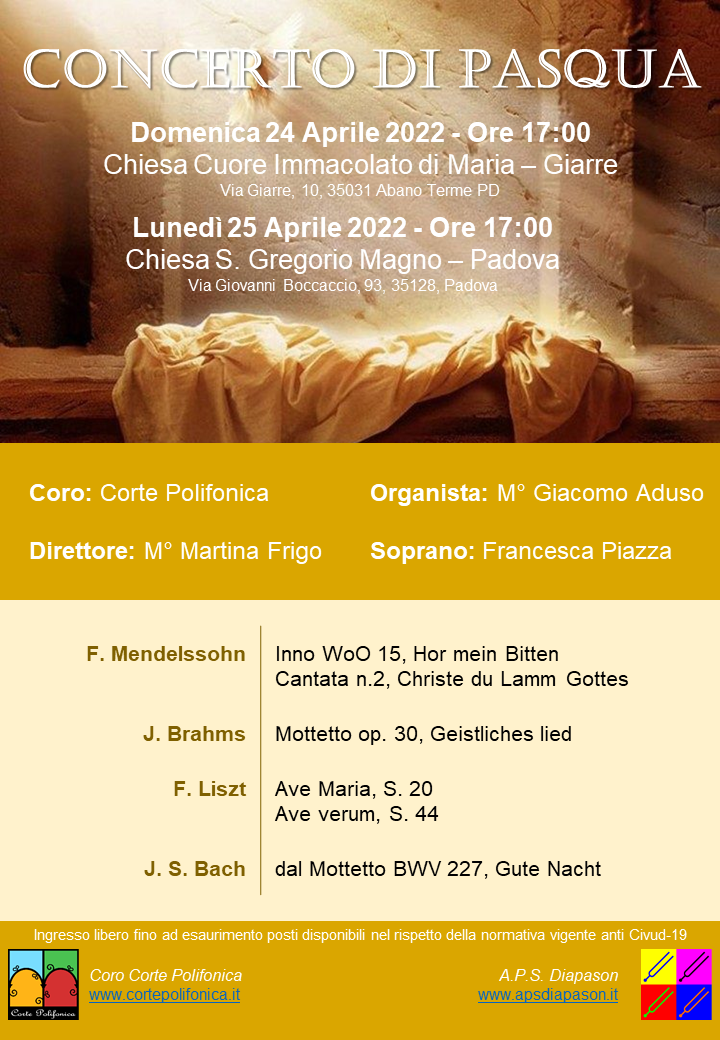 CONCERTO DI PASQUA
Domenica 24 Aprile 2022 - Ore 17:00
Chiesa Cuore Immacolato di Maria – Giarre
Via Giarre, 10, 35031 Abano Terme PD
Lunedì 25 Aprile 2022 - Ore 17:00
Chiesa S. Gregorio Magno – Padova
Via Giovanni Boccaccio, 93, 35128, Padova
Coro: Corte Polifonica
Organista: M° Giacomo Aduso
Direttore: M° Martina Frigo
Soprano: Francesca Piazza
F. Mendelssohn
Inno WoO 15, Hor mein Bitten
Cantata n.2, Christe du Lamm Gottes
J. Brahms
Mottetto op. 30, Geistliches lied
F. Liszt
Ave Maria, S. 20
Ave verum, S. 44
J. S. Bach
dal Mottetto BWV 227, Gute Nacht
Ingresso libero fino ad esaurimento posti disponibili nel rispetto della normativa vigente anti Civud-19
Corte Polifonica
Coro Corte Polifonica
www.cortepolifonica.it
A.P.S. Diapason
www.apsdiapason.it